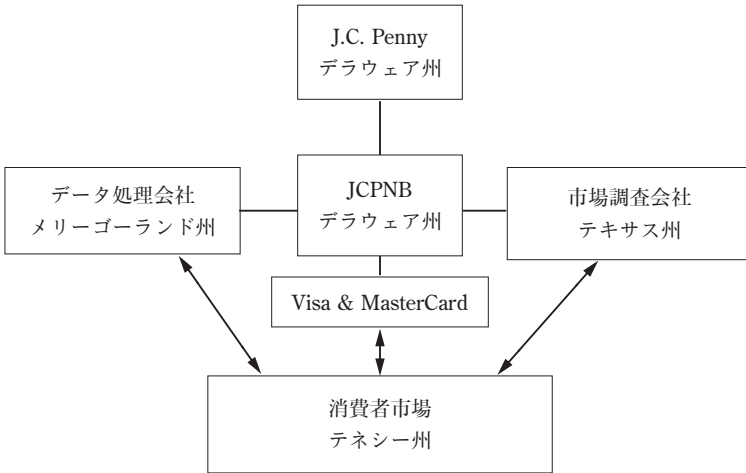 J.C. Penny
デラウェア州
データ処理会社
メリーゴーランド州
JCPNB
デラウェア州
市場調査会社
テキサス州
Visa & MasterCard
消費者市場
テネシー州